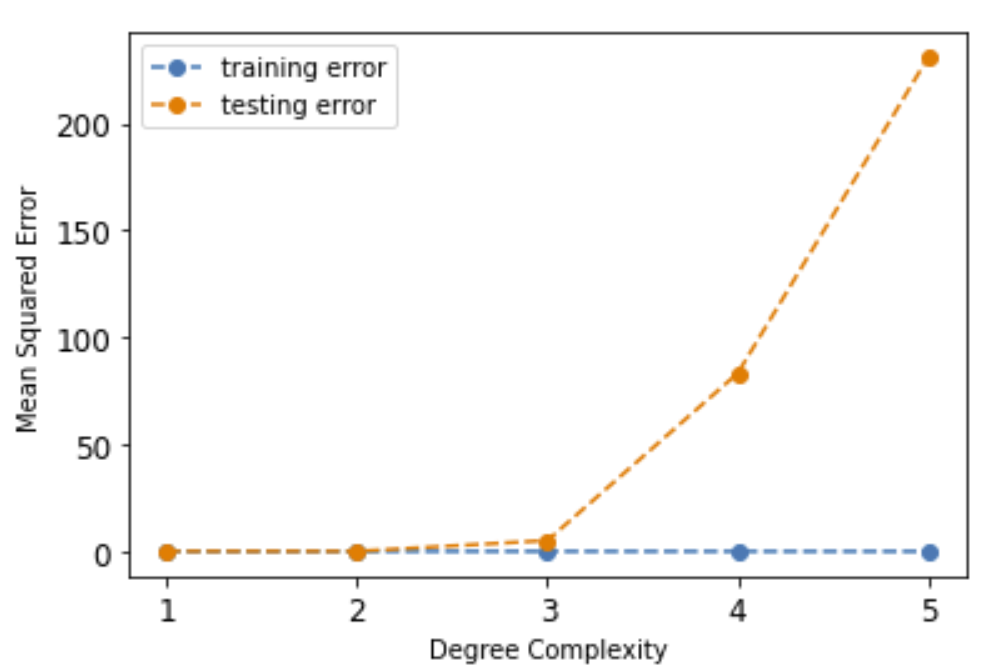 training error
testing error
200
150
100
50
0
Mean Squared Error
1 2 3 4 5
Degree Complexity